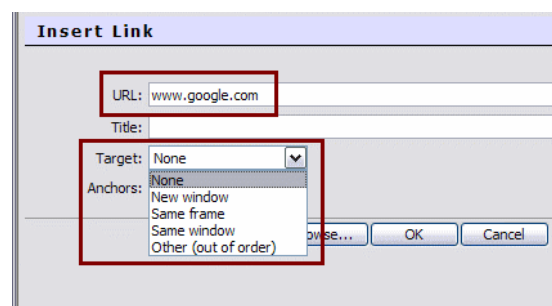 Insert Link
URL: www.google.com
Title:
Target: None
Anchors: None
New window
Same frame
Same window
Other (out of order)
OK Cancel